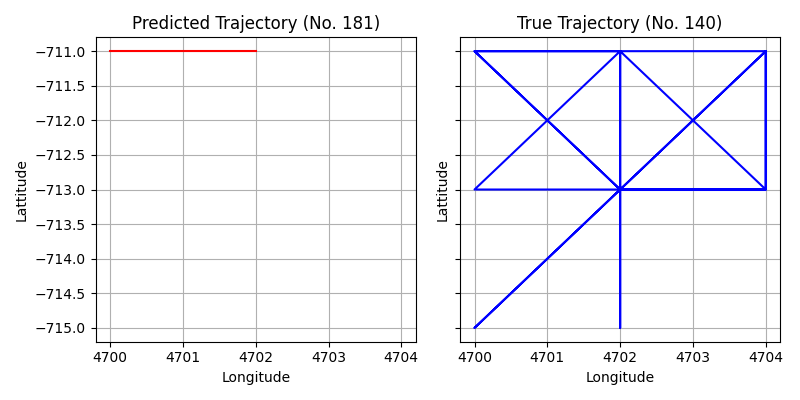 Predicted Trajectory (No. 181)
−711.0
−711.5
−712.0
−712.5
−713.0
−713.5
−714.0
−714.5
−715.0
Lattitude
4700 4701 4702 4703 4704
Longitude
True Trajectory (No. 140)
Lattitude
4700 4701 4702 4703 4704
Longitude